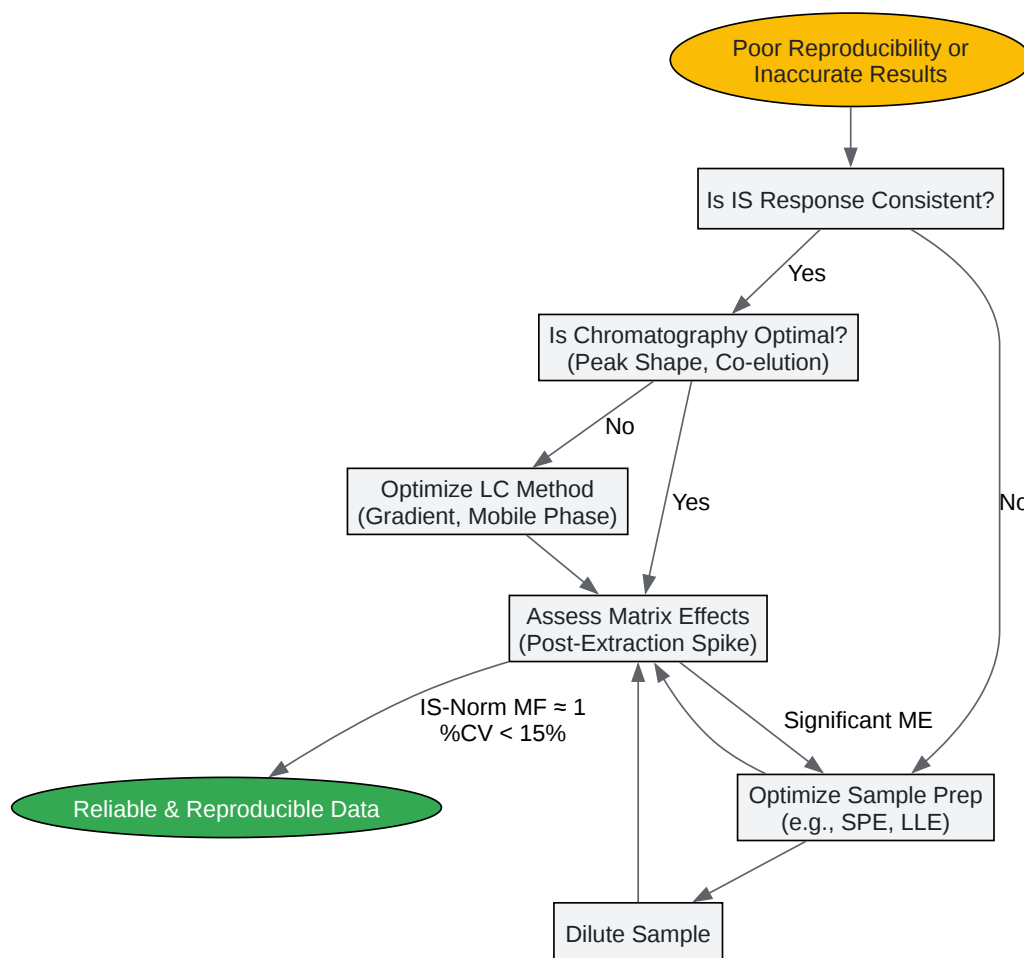 Poor Reproducibility or
Inaccurate Results
Is IS Response Consistent?
Yes
Is Chromatography Optimal?
(Peak Shape, Co-elution)
No
Optimize LC Method
(Gradient, Mobile Phase)
Yes
No
Assess Matrix Effects
(Post-Extraction Spike)
IS-Norm MF ≈ 1
%CV < 15%
Significant ME
Reliable & Reproducible Data
Optimize Sample Prep
(e.g., SPE, LLE)
Dilute Sample